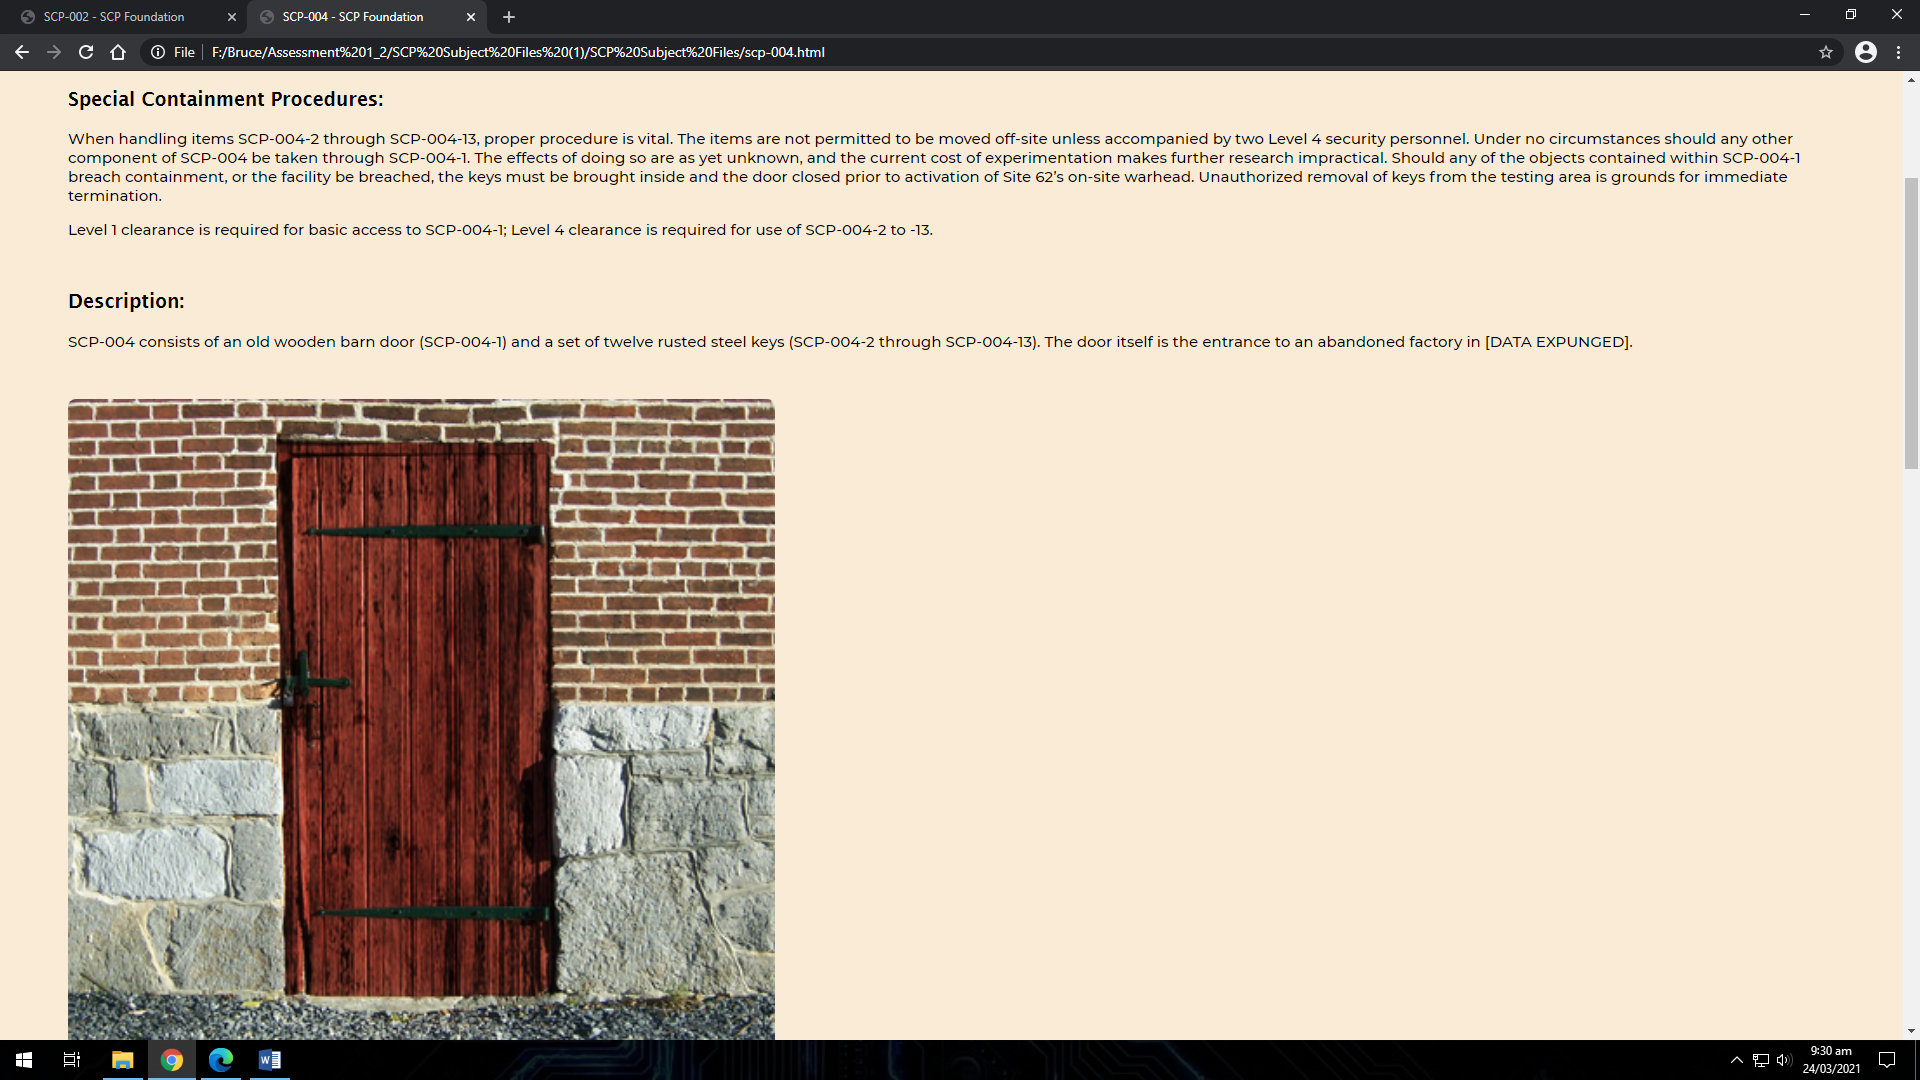 SCP-002 - SCP Foundation
SCP-004 - SCP Foundation
File
F:/Bruce/Assessment%201_2/SCP%20Subject%20Files%20(1)/SCP%20Subject%20Files/scp-004.html
Special Containment Procedures:
When handling items SCP-004-2 through SCP-004-13, proper procedure is vital. The items are not permitted to be moved off-site unless accompanied by two Level 4 security personnel. Under no circumstances should any other
component of SCP-004 be taken through SCP-004-1. The effects of doing so are as yet unknown, and the current cost of experimentation makes further research impractical. Should any of the objects contained within SCP-004-1
breach containment, or the facility be breached, the keys must be brought inside and the door closed prior to activation of Site 62’s on-site warhead. Unauthorized removal of keys from the testing area is grounds for immediate
termination.
Level 1 clearance is required for basic access to SCP-004-1; Level 4 clearance is required for use of SCP-004-2 to -13.
Description:
SCP-004 consists of an old wooden barn door (SCP-004-1) and a set of twelve rusted steel keys (SCP-004-2 through SCP-004-13). The door itself is the entrance to an abandoned factory in [DATA EXPUNGED].
9:30 am
24/03/2021